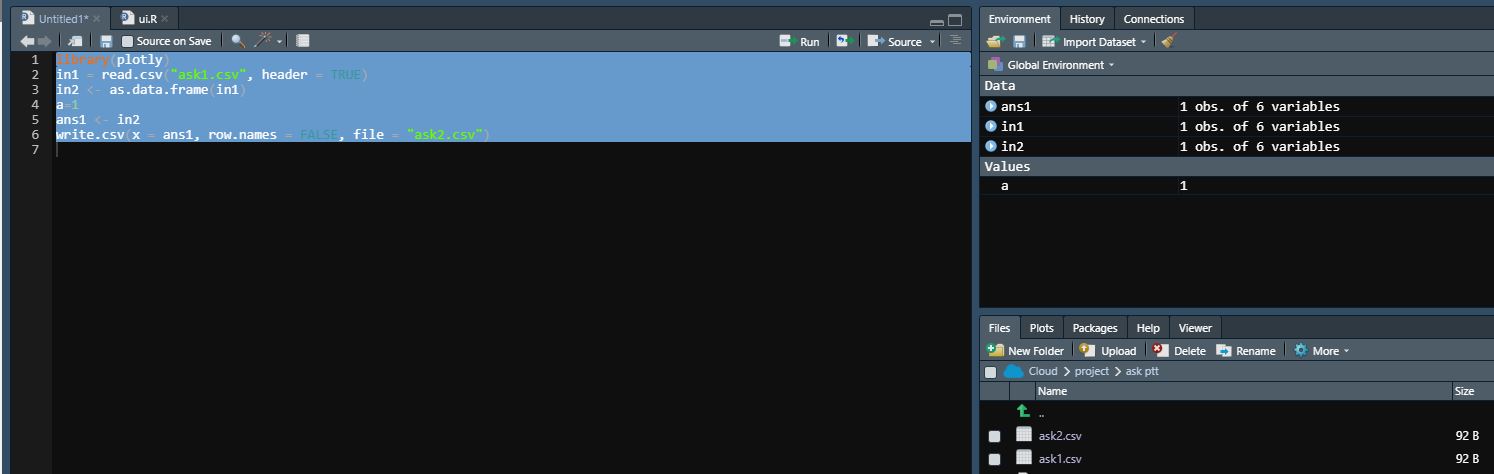 Untitled1* ui.R
Source on Save Run Source
1 library(plotly)
2 in1 = read.csv("ask1.csv", header = TRUE)
3 in2 <- as.data.frame(in1)
4 a=1
5 ans1 <- in2
6 write.csv(x = ans1, row.names = FALSE, file = "ask2.csv")
7
Environment History Connections
Import Dataset
Global Environment
Data
ans1 1 obs. of 6 variables
in1 1 obs. of 6 variables
in2 1 obs. of 6 variables
Values
a 1
Files Plots Packages Help Viewer
New Folder Upload Delete Rename More
Cloud project ask ptt
Name Size
..
ask2.csv 92 B
ask1.csv 92 B